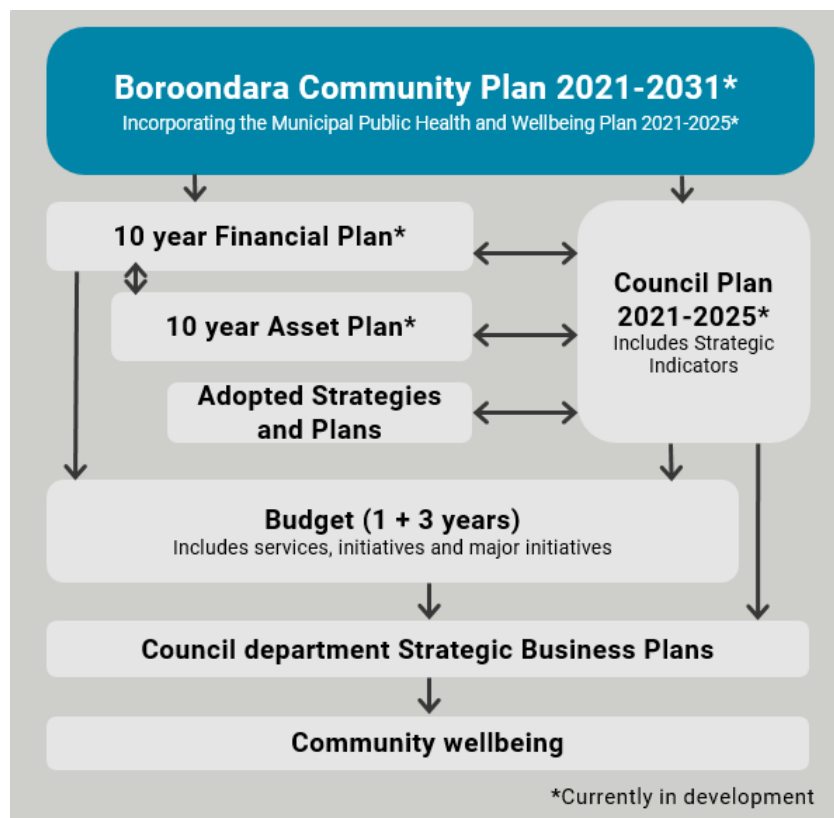 Boroondara Community Plan 2021-2031*
Incorporating the Municipal Public Health and Wellbeing Plan 2021-2025*
10 year Financial Plan*
10 year Asset Plan*
Adopted Strategies
and Plans
Council Plan
2021-2025*
Includes Strategic
Indicators
Budget (1 + 3 years)
Includes services, initiatives and major initiatives
Council department Strategic Business Plans
Community wellbeing
*Currently in development